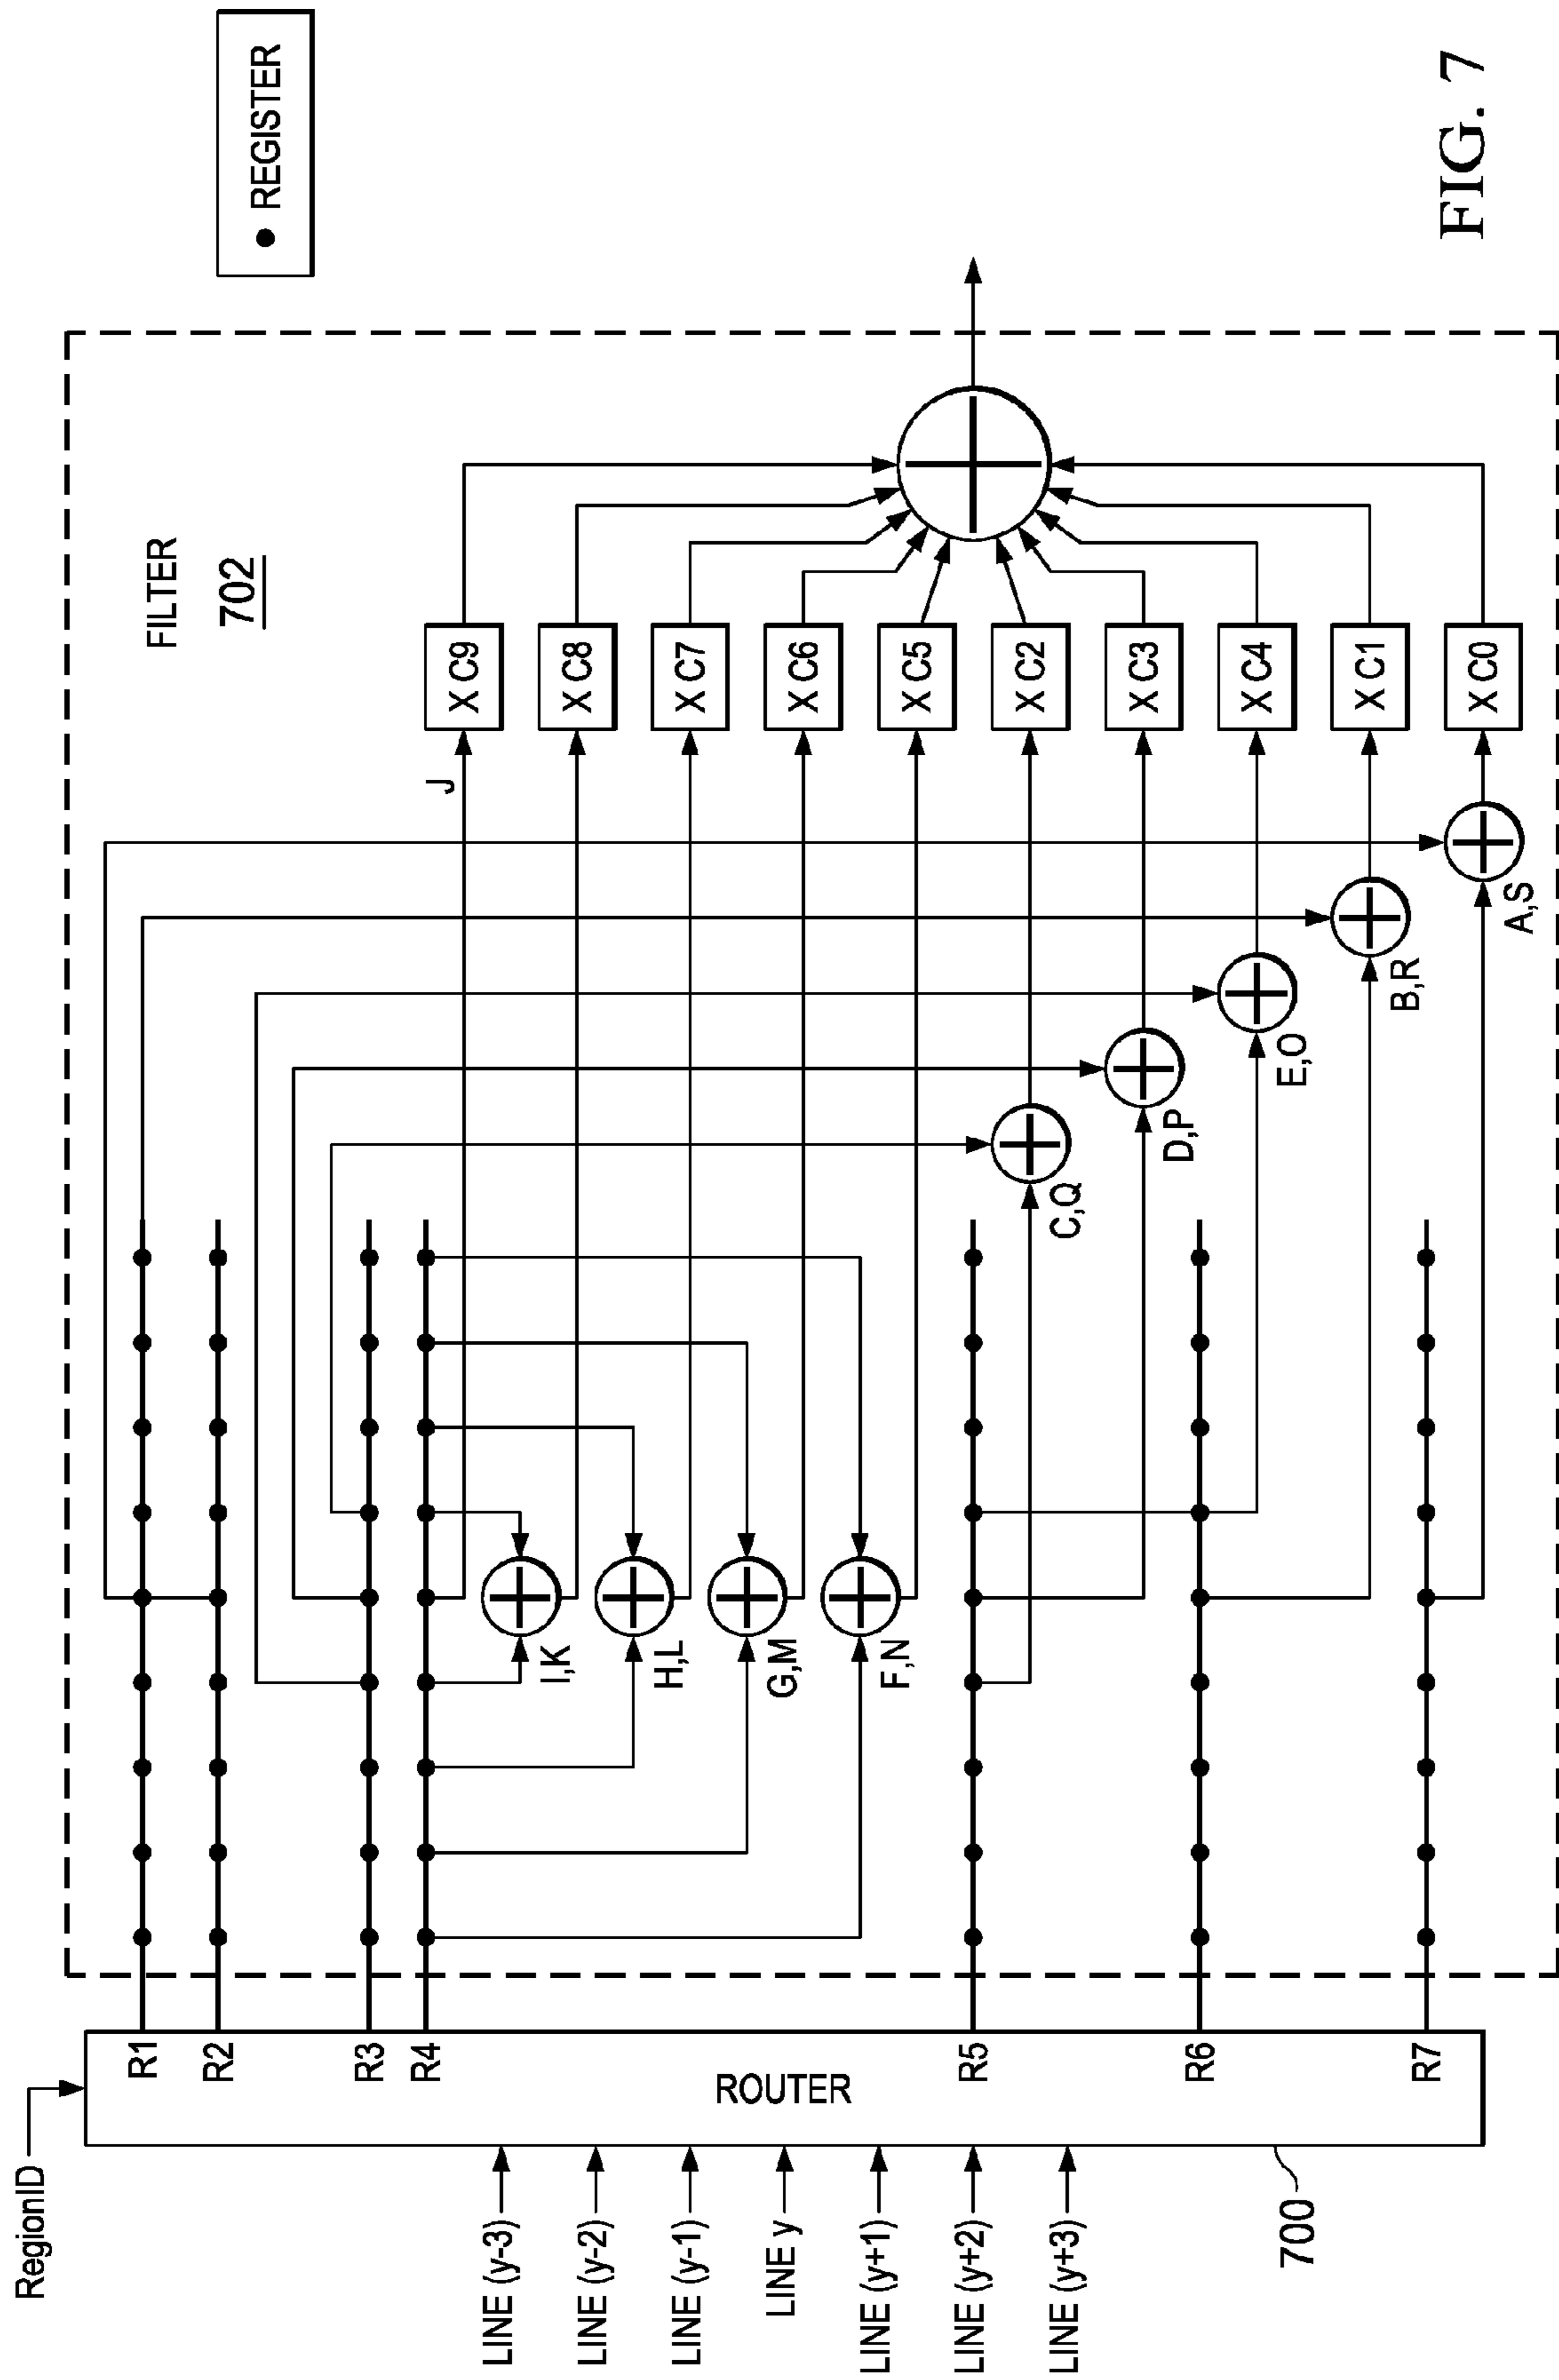 RegionID
LINE (y-3)
LINE (y-2)
LINE (y-1)
LINE y
LINE (y+1)
LINE (y+2)
LINE (y+3)
ROUTER
700
R1
R2
R3
R4
R5
R6
R7
FILTER
702
I,K
H,L
G,M
F,N
C,Q
D,P
E,O
B,R
A,S
J
X C9
X C8
X C7
X C6
X C5
X C2
X C3
X C4
X C1
X C0
● REGISTER
FIG. 7